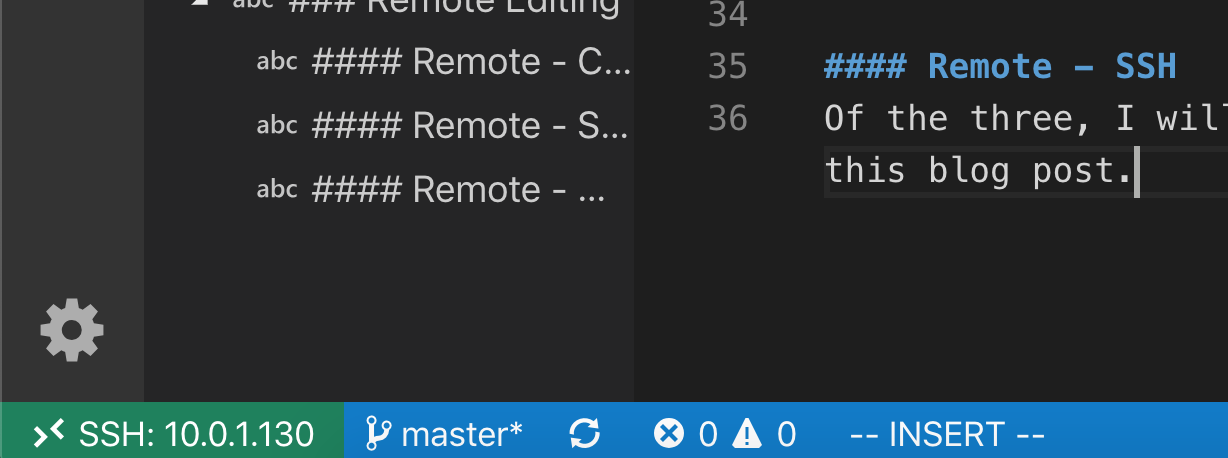 abc ### Remote Editing
abc #### Remote - C...
abc #### Remote - S...
abc #### Remote - ...
34
35 #### Remote - SSH
36 Of the three, I wil
this blog post.
SSH: 10.0.1.130 master* 0 0 -- INSERT --